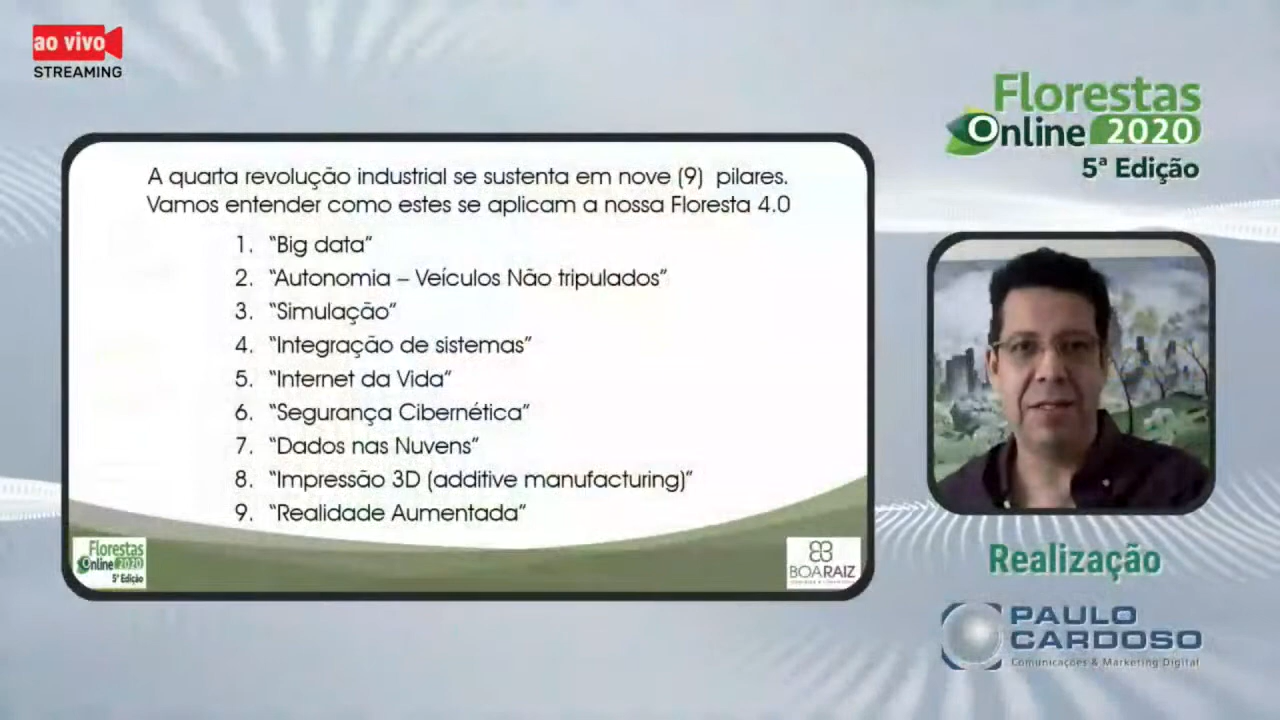 ao vivo
STREAMING
Florestas
Online 2020
5ª Edição
A quarta revolução industrial se sustenta em nove (9) pilares.
Vamos entender como estes se aplicam a nossa Floresta 4.0
1. “Big data”
2. “Autonomia – Veículos Não tripulados”
3. “Simulação”
4. “Integração de sistemas”
5. “Internet da Vida”
6. “Segurança Cibernética”
7. “Dados nas Nuvens”
8. “Impressão 3D (additive manufacturing)”
9. “Realidade Aumentada”
Florestas
Online 2020
5ª Edição
BOARAIZ
Realização
PAULO
CARDOSO
Comunicações & Marketing Digital